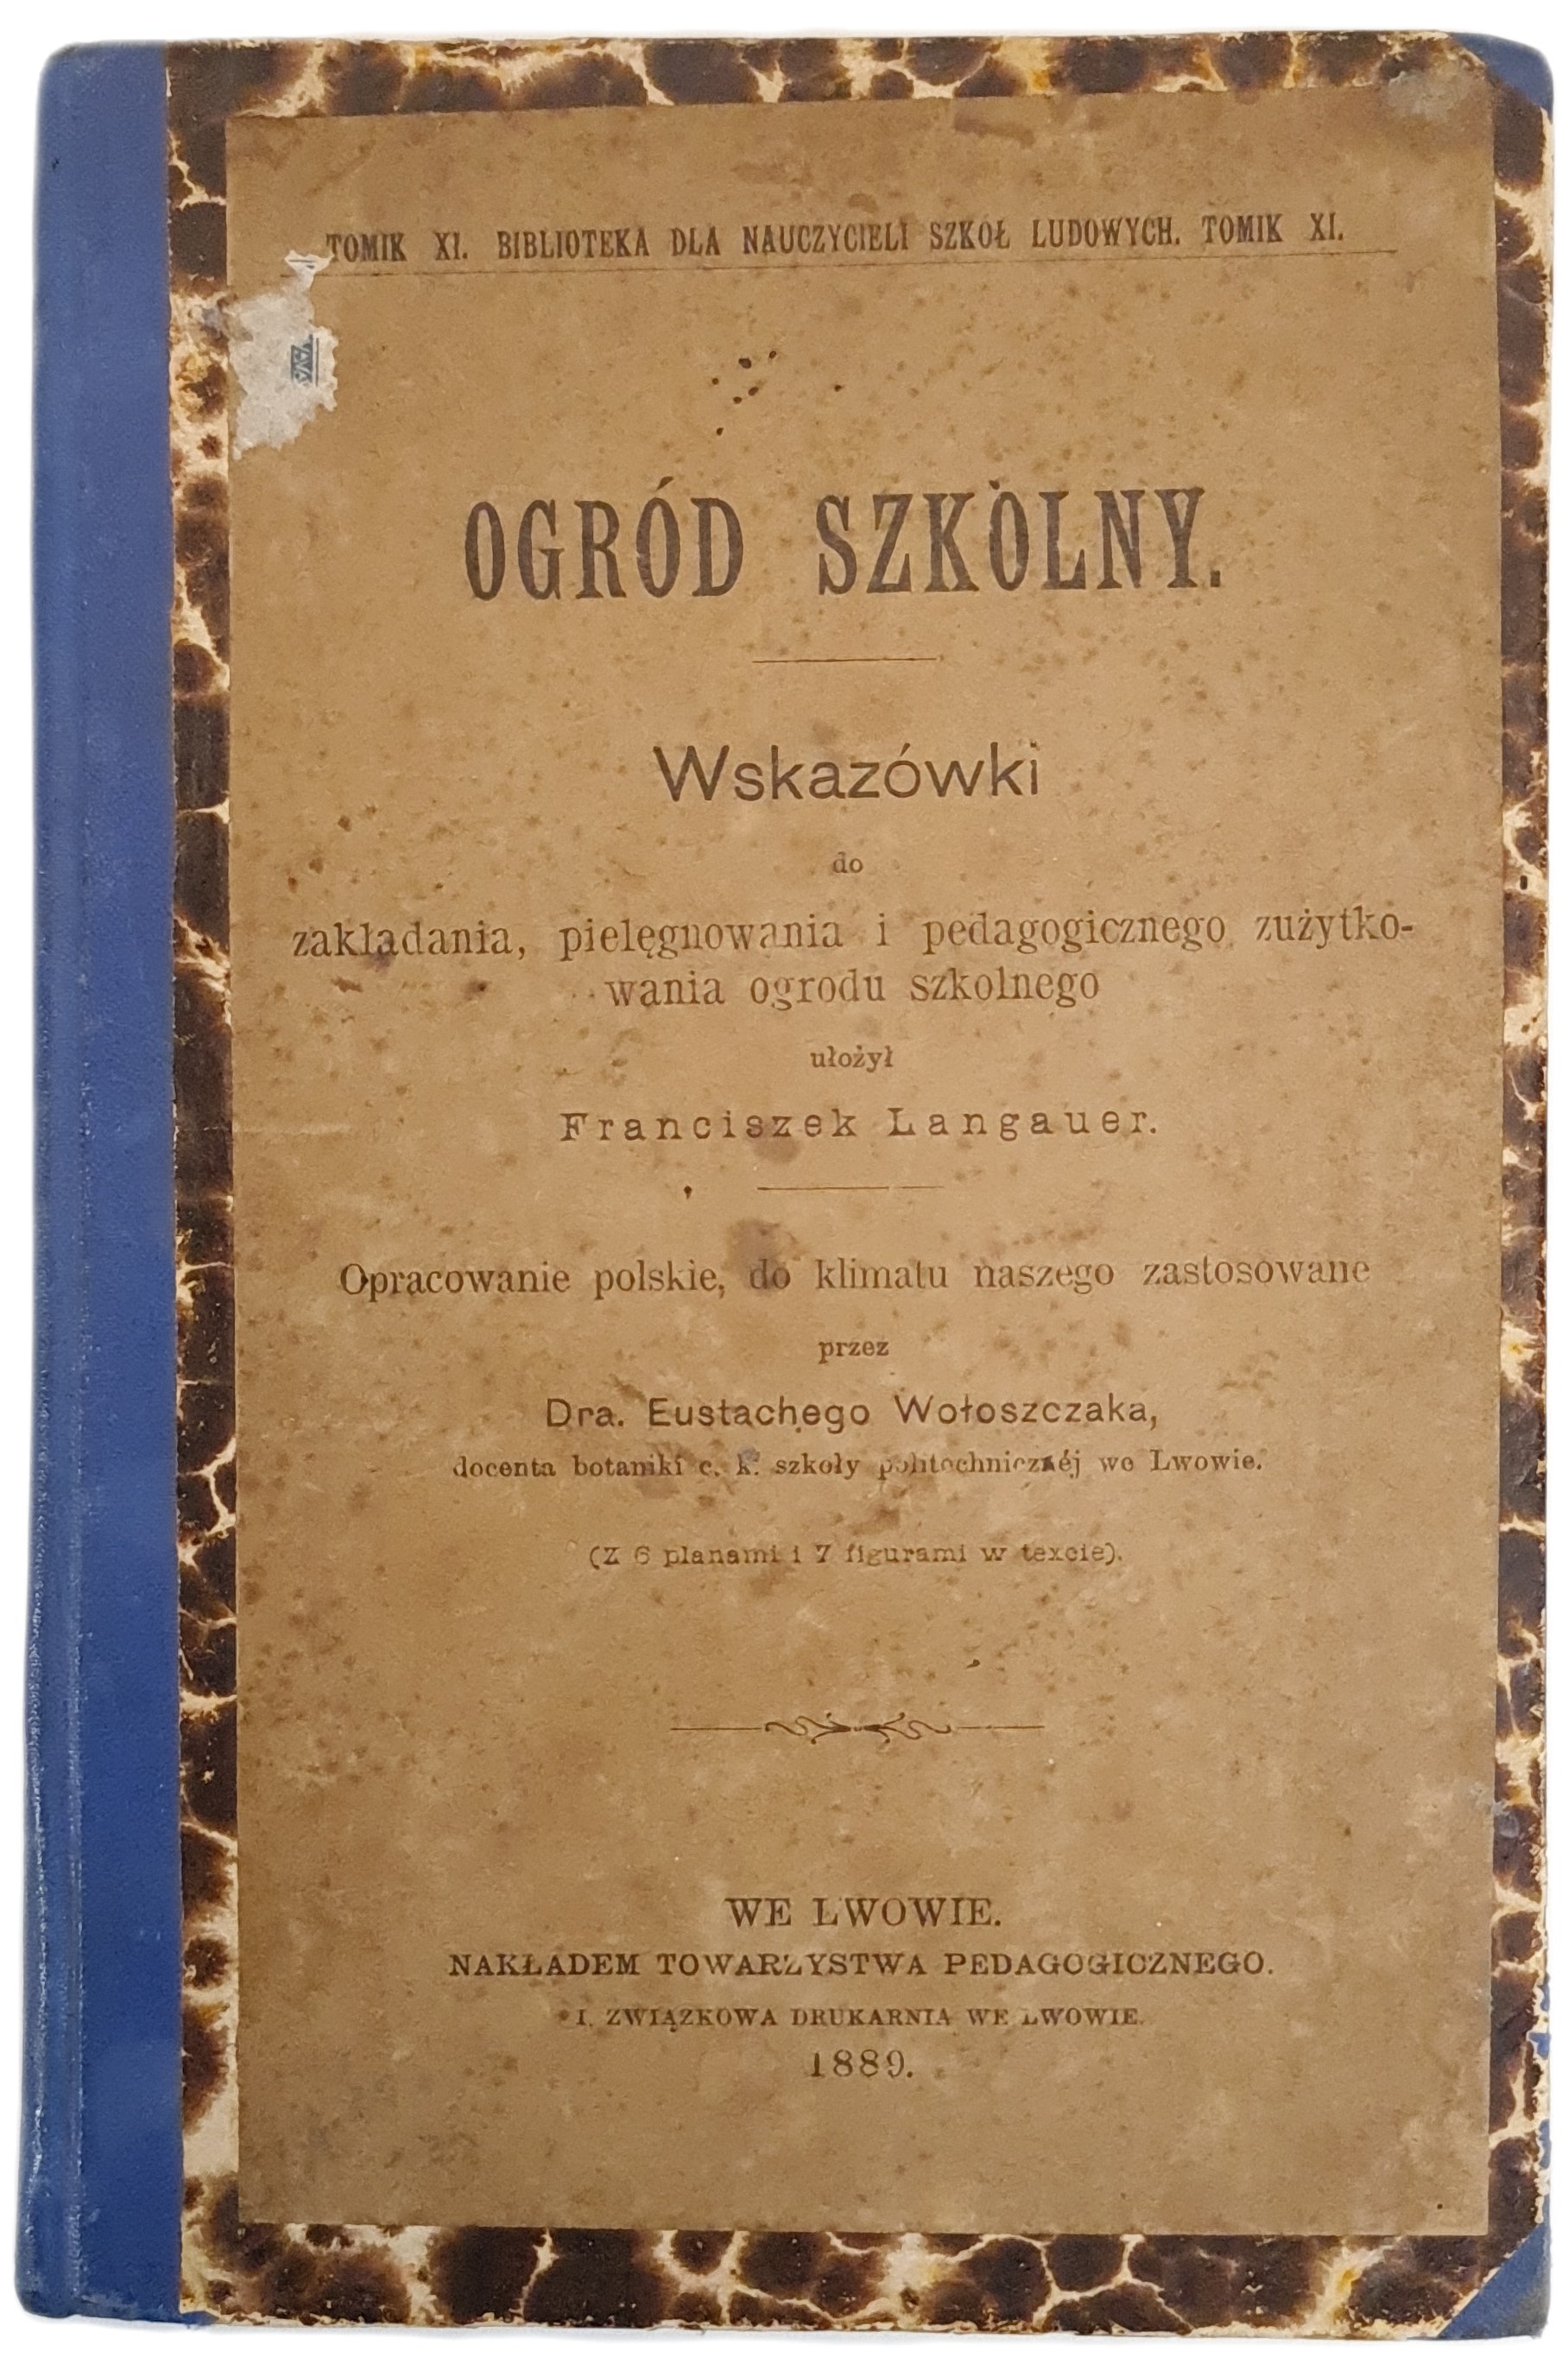 TOMIK XI. BIBLIOTEKA DLA NAUCZYCIELI SZKÓŁ LUDOWYCH. TOMIK XI.
OGRÓD SZKOLNY.
Wskazówki
do
zakładania, pielęgnowania i pedagogicznego zużytko-
wania ogrodu szkolnego
ułożył
Franciszek Langauer.
Opracowanie polskie, do klimatu naszego zastosowane
przez
Dra. Eustachego Wołoszczaka,
docenta botaniki c. k. szkoły politechnicznéj we Lwowie.
(Z 6 planami i 7 figurami w texcie).
WE LWOWIE.
NAKŁADEM TOWARZYSTWA PEDAGOGICZNEGO.
I. ZWIĄZKOWA DRUKARNIA WE LWOWIE.
1889.